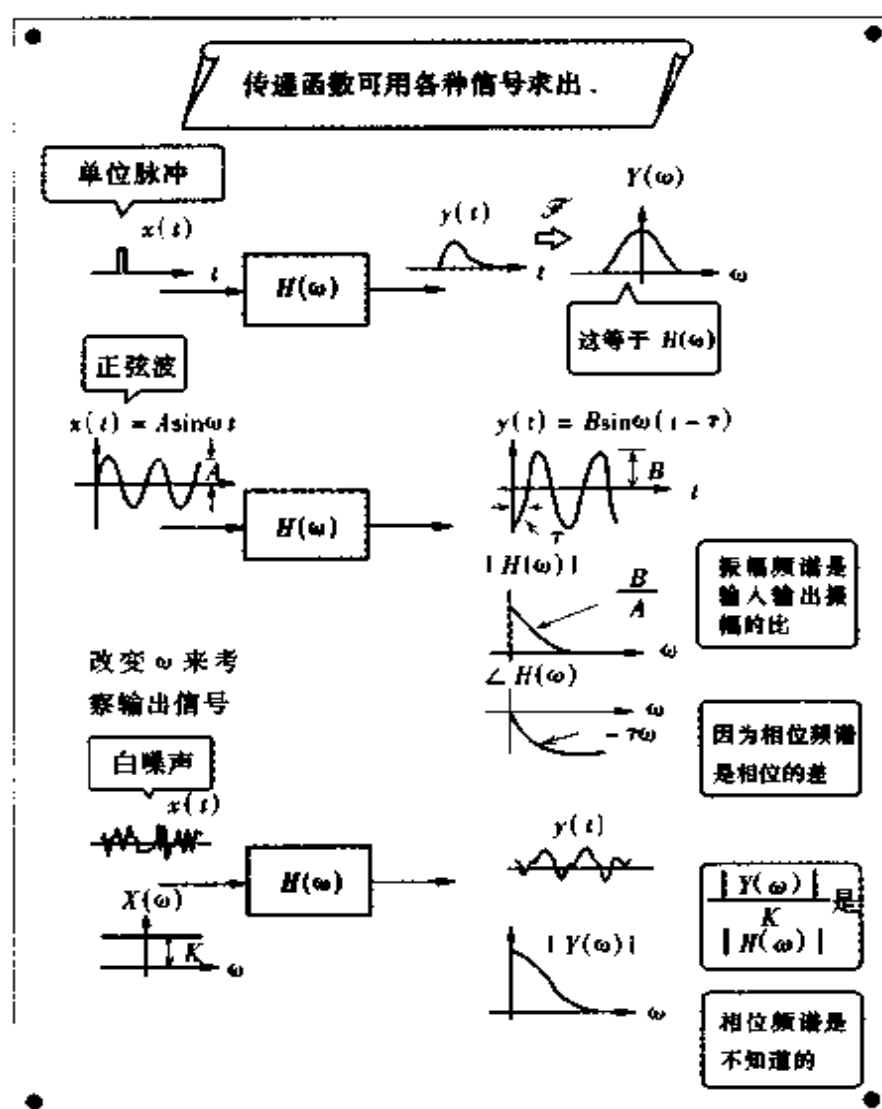 传递函数可用各种信号求出.
单位脉冲
x(t)
t
H(ω)
y(t)
t
ℱ
Y(ω)
ω
这等于 H(ω)
正弦波
x(t) = Asinωt
A
H(ω)
y(t) = Bsinω(t-τ)
B
t
τ
|H(ω)|
B
A
ω
振幅频谱是
输入输出振
幅的比
改变 ω 来考
察输出信号
∠H(ω)
ω
-τω
因为相位频谱
是相位的差
白噪声
x(t)
H(ω)
y(t)
X(ω)
K
ω
|Y(ω)|
ω
|Y(ω)|
K
是
|H(ω)|
相位频谱是
不知道的